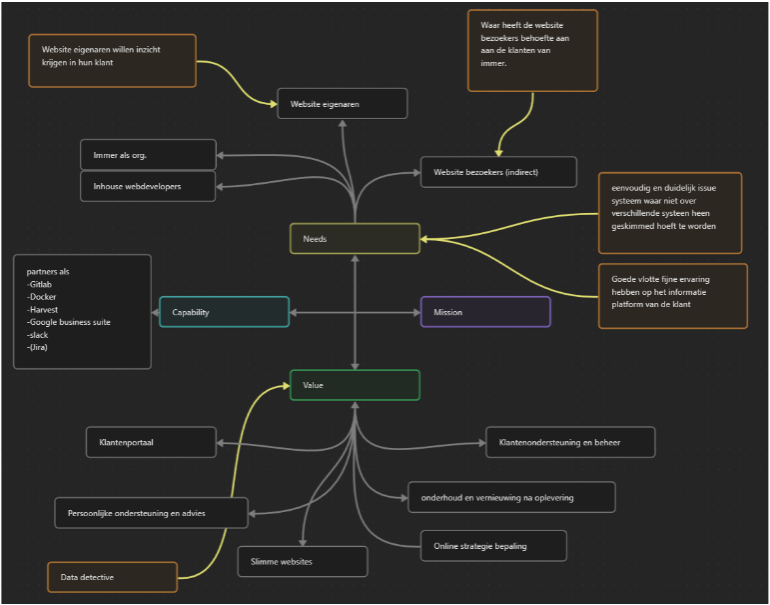 Waar heeft de website
bezoekers behoefte aan
aan de klanten van
immer.
Website eigenaren willen inzicht
krijgen in hun klant
Website eigenaren
Immer als org.
Inhouse webdevelopers
Website bezoekers (indirect)
eenvoudig en duidelijk issue
systeem waar niet over
verschillende systeen heen
geskimmed hoeft te worden
Needs
Goede vlotte fijne ervaring
hebben op het informatie
platform van de klant
partners als
-Gitlab
-Docker
-Harvest
-Google business suite
-slack
-(Jira)
Capability
Mission
Value
Klantenportaal
Klantenondersteuning en beheer
onderhoud en vernieuwing na oplevering
Persoonlijke ondersteuning en advies
Online strategie bepaling
Slimme websites
Data detective